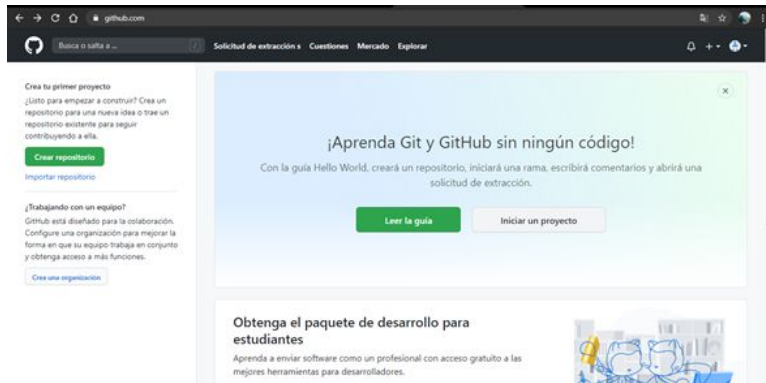 github.com
Busca o salta a ...
/
Solicitud de extracción s Cuestiones Mercado Explorar
Crea tu primer proyecto
¿Listo para empezar a construir? Crea un
repositorio para una nueva idea o trae un
repositorio existente para seguir
contribuyendo a ella.
Crear repositorio
Importar repositorio
¿Trabajando con un equipo?
GitHub está diseñado para la colaboración.
Configure una organización para mejorar la
forma en que su equipo trabaja en conjunto
y obtenga acceso a más funciones.
Crea una organización
¡Aprenda Git y GitHub sin ningún código!
Con la guía Hello World, creará un repositorio, iniciará una rama, escribirá comentarios y abrirá una
solicitud de extracción.
Leer la guía
Iniciar un proyecto
Obtenga el paquete de desarrollo para
estudiantes
Aprenda a enviar software como un profesional con acceso gratuito a las
mejores herramientas para desarrolladores.